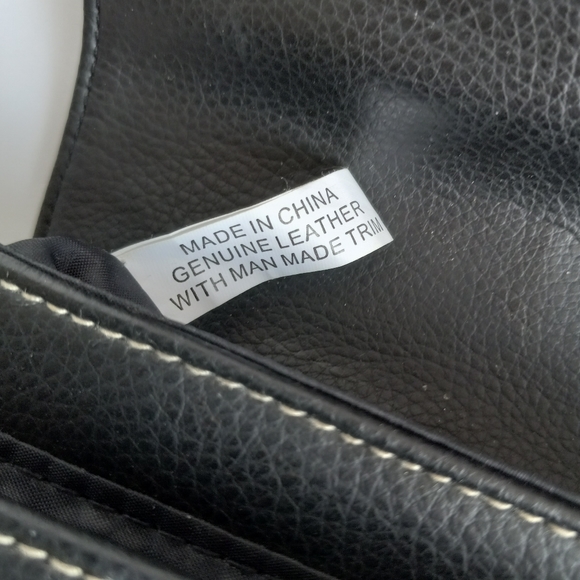 MADE IN CHINA
GENUINE LEATHER
WITH MAN MADE TRIM